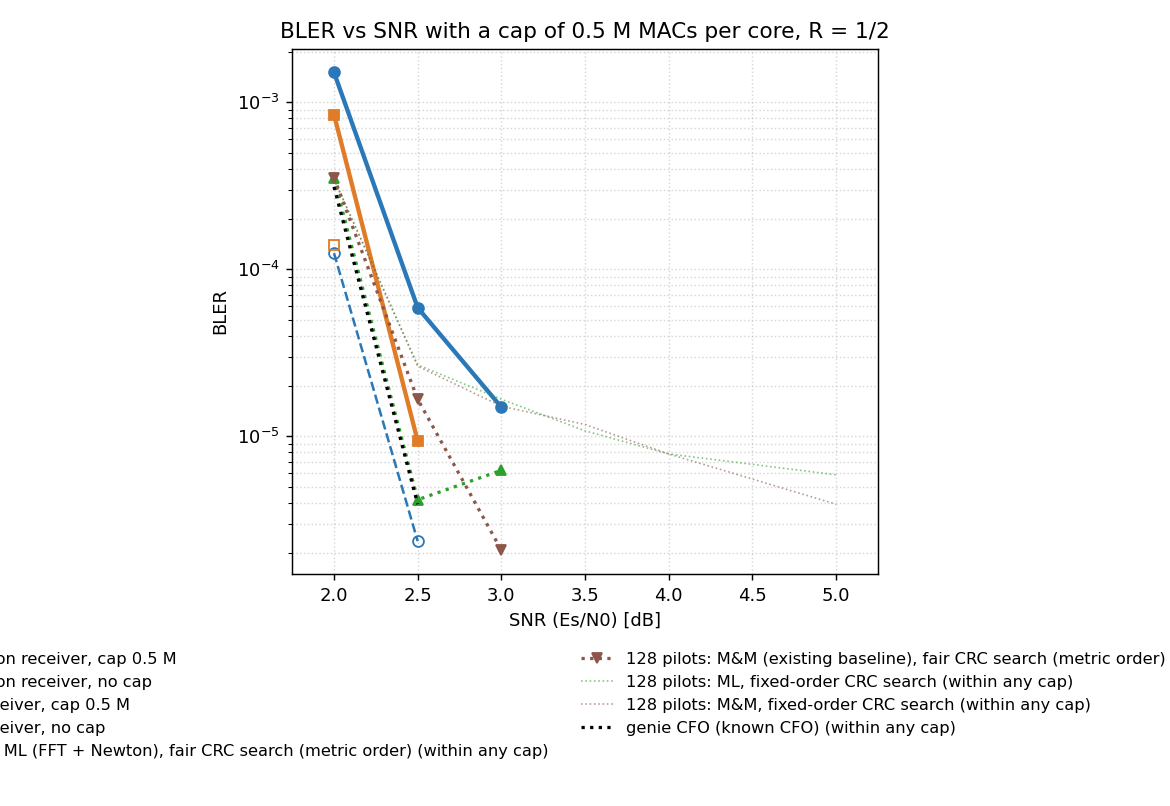 BLER vs SNR with a cap of 0.5 M MACs per core, R = 1/2
10⁻³
10⁻⁴
10⁻⁵
BLER
2.0 2.5 3.0 3.5 4.0 4.5 5.0
SNR (Es/N0) [dB]
on receiver, cap 0.5 M
on receiver, no cap
eiver, cap 0.5 M
eiver, no cap
ML (FFT + Newton), fair CRC search (metric order) (within any cap)
128 pilots: M&M (existing baseline), fair CRC search (metric order)
128 pilots: ML, fixed-order CRC search (within any cap)
128 pilots: M&M, fixed-order CRC search (within any cap)
genie CFO (known CFO) (within any cap)